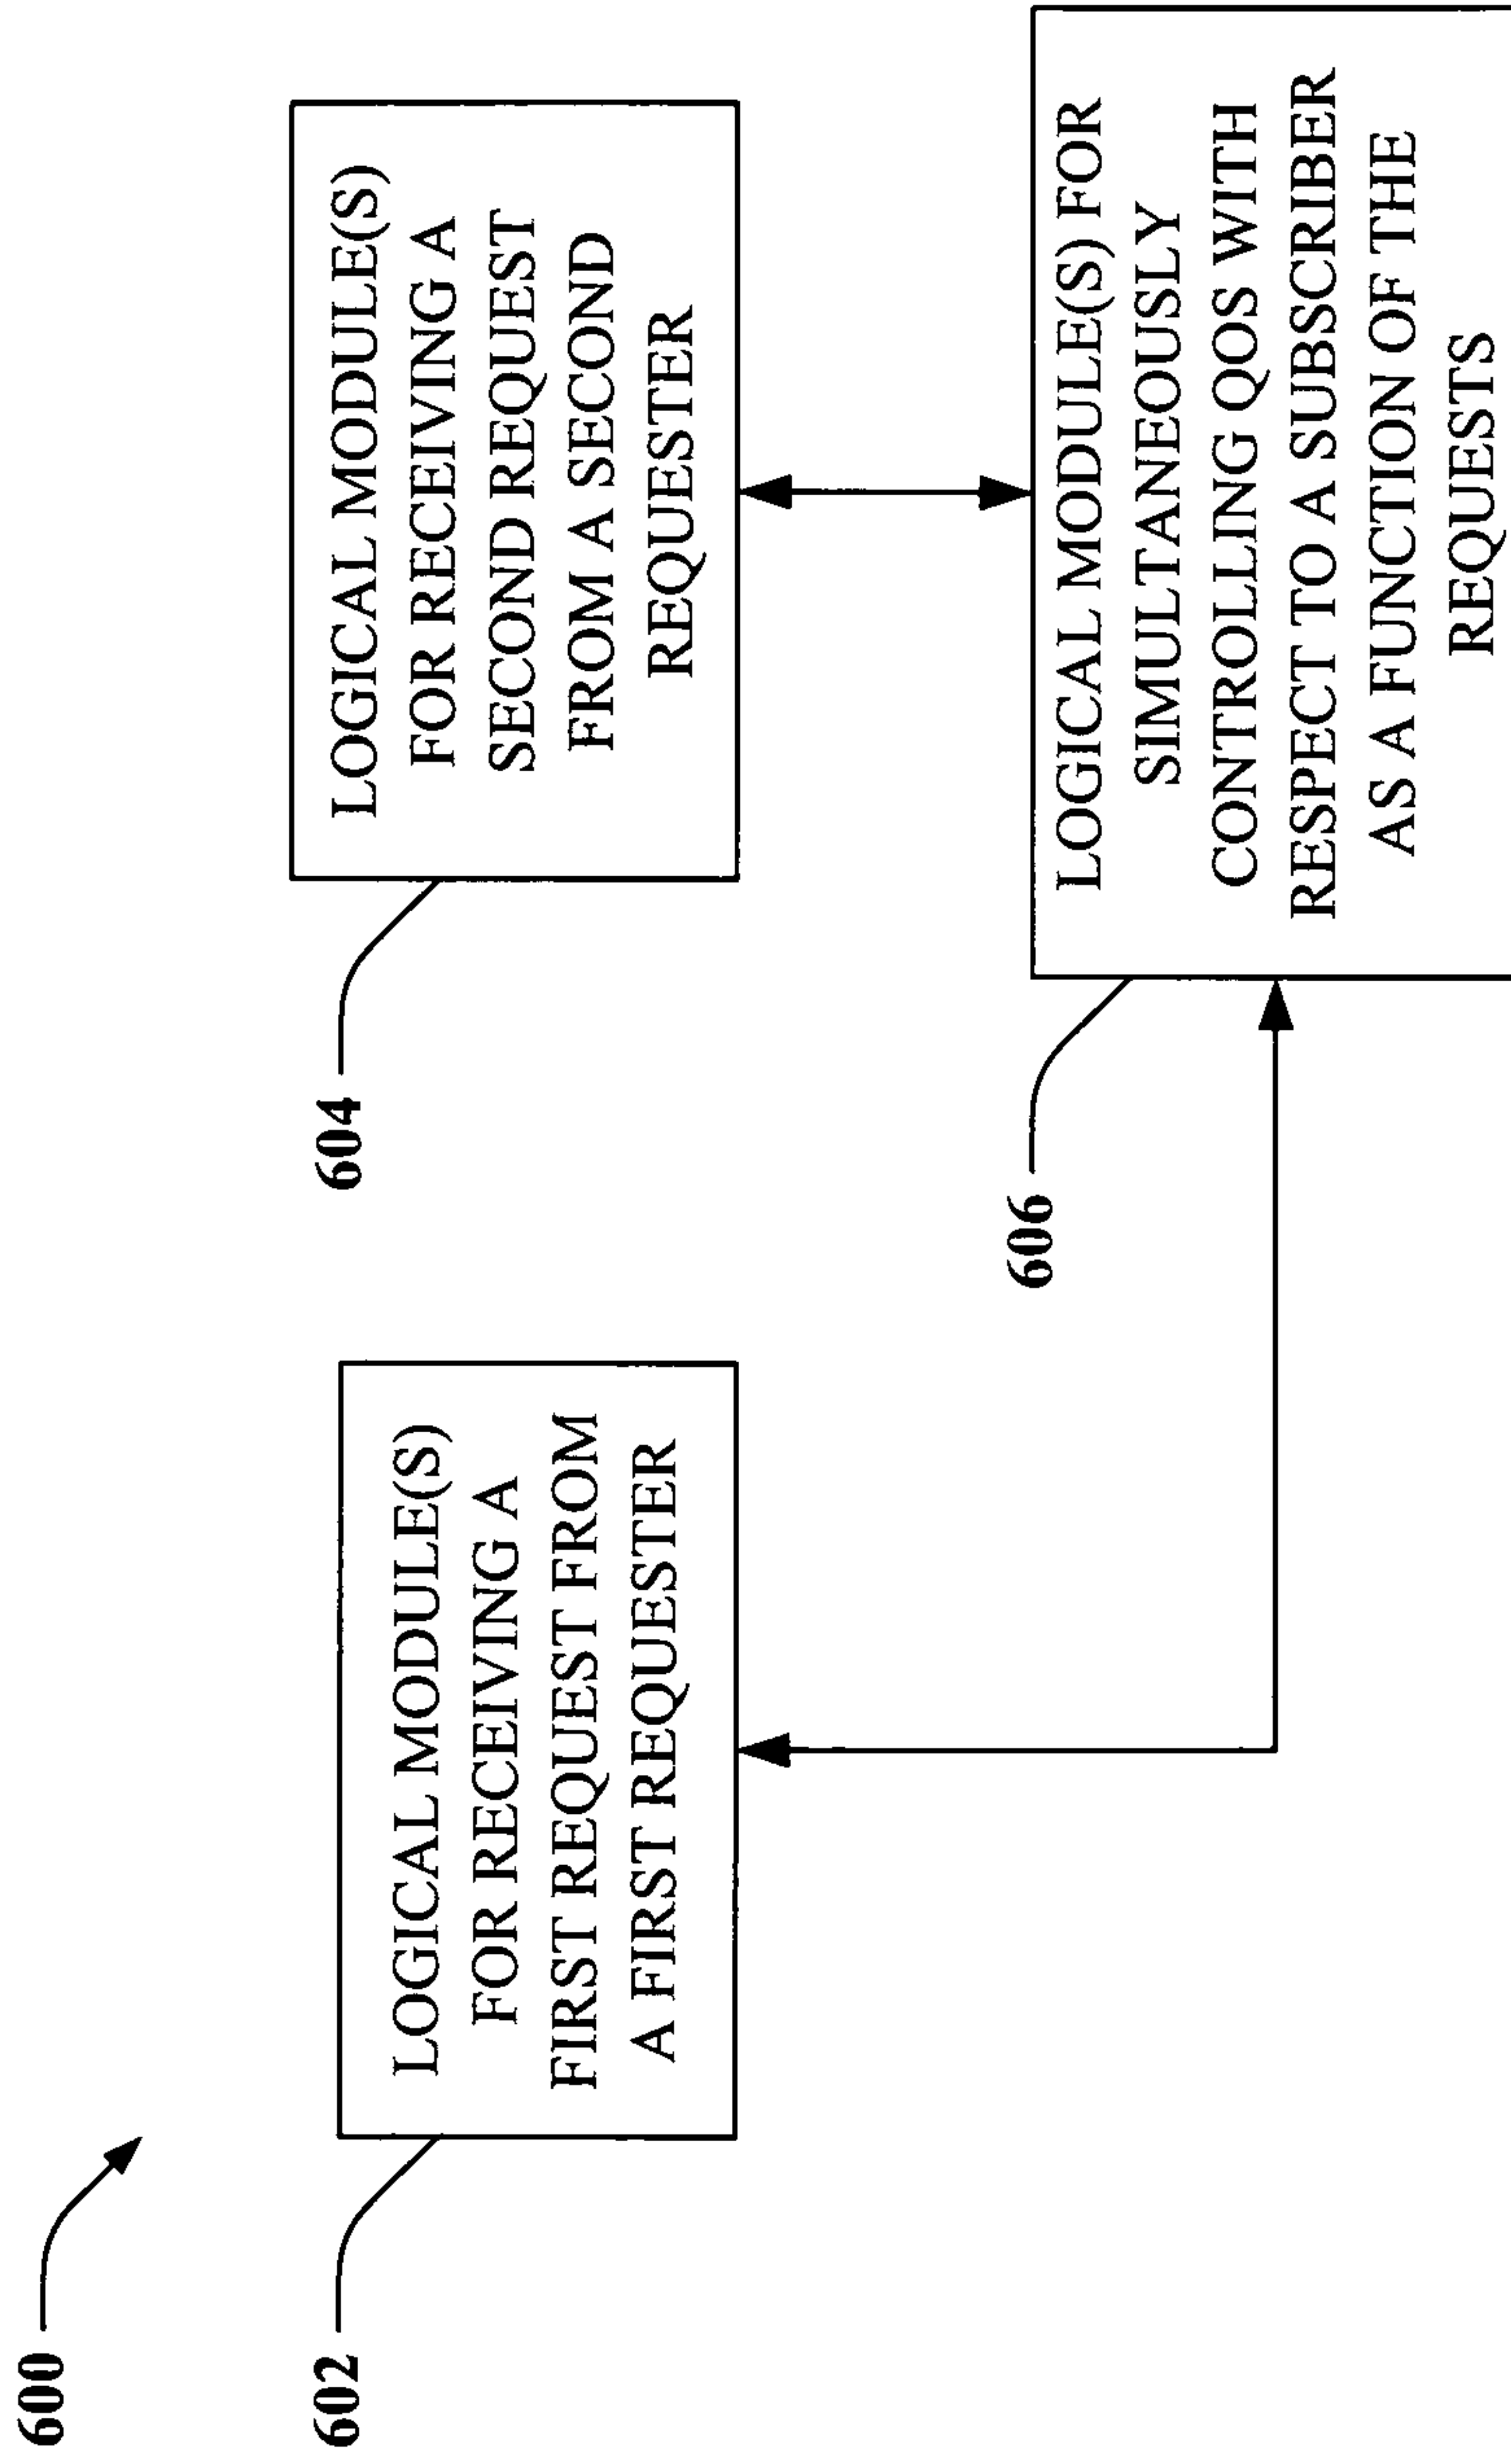 600
602
LOGICAL MODULE(S)
FOR RECEIVING A
FIRST REQUEST FROM
A FIRST REQUESTER
604
LOGICAL MODULE(S)
FOR RECEIVING A
SECOND REQUEST
FROM A SECOND
REQUESTER
606
LOGICAL MODULE(S) FOR
SIMULTANEOUSLY
CONTROLLING QOS WITH
RESPECT TO A SUBSCRIBER
AS A FUNCTION OF THE
REQUESTS